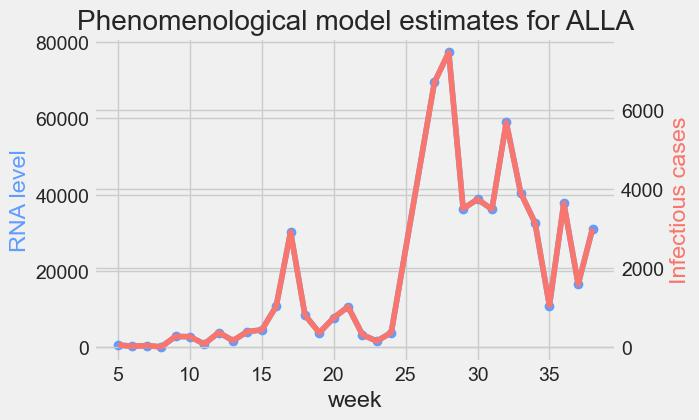 Phenomenological model estimates for ALLA
80000
60000
40000
20000
0
RNA level
6000
4000
2000
0
Infectious cases
5 10 15 20 25 30 35
week